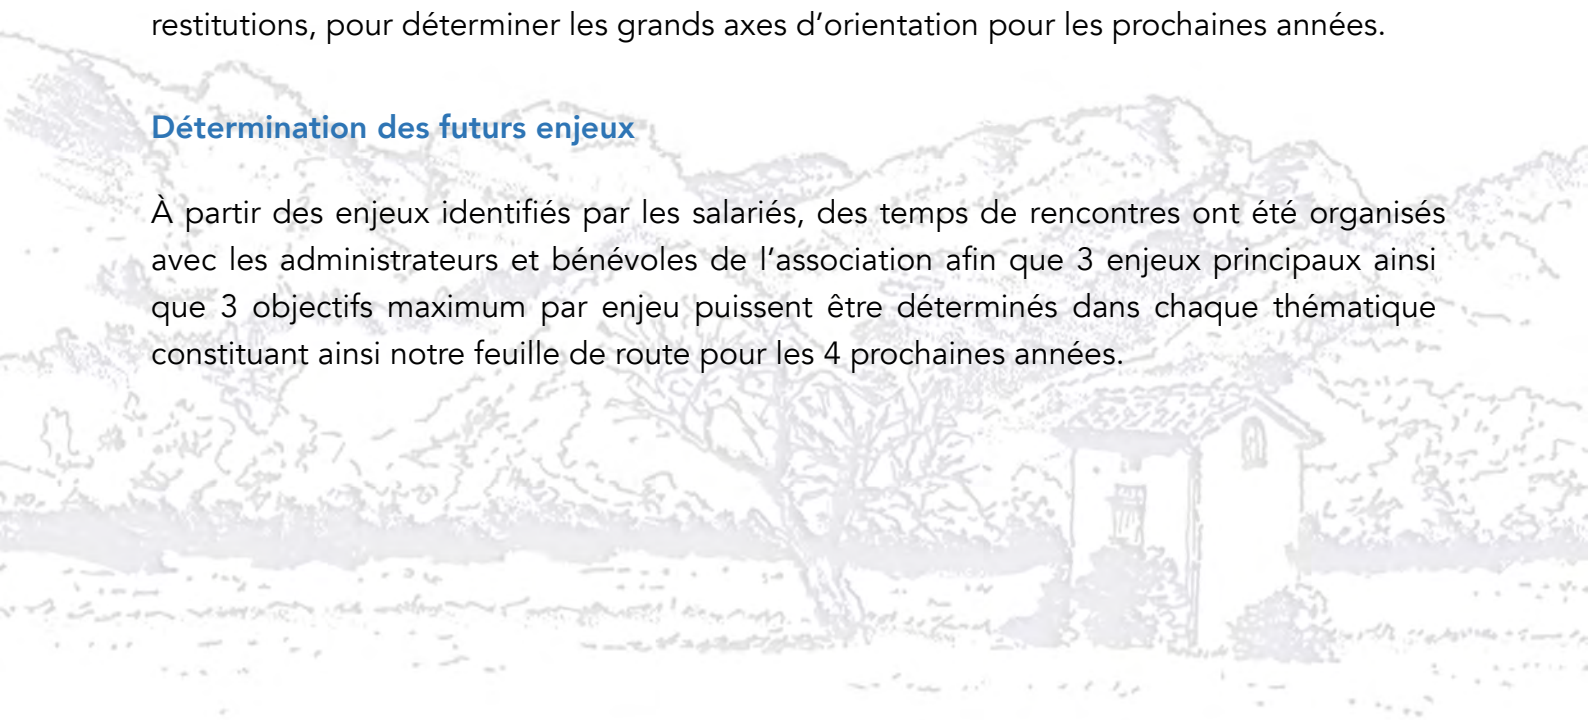 restitutions, pour déterminer les grands axes d’orientation pour les prochaines années.
Détermination des futurs enjeux
À partir des enjeux identifiés par les salariés, des temps de rencontres ont été organisés
avec les administrateurs et bénévoles de l’association afin que 3 enjeux principaux ainsi
que 3 objectifs maximum par enjeu puissent être déterminés dans chaque thématique
constituant ainsi notre feuille de route pour les 4 prochaines années.